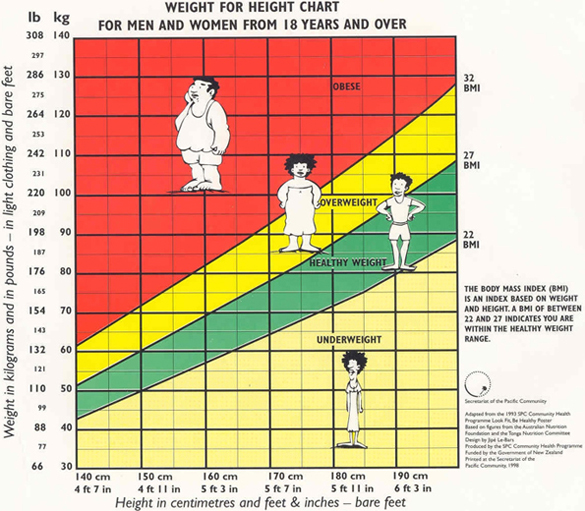 WEIGHT FOR HEIGHT CHART
FOR MEN AND WOMEN FROM 18 YEARS AND OVER
lb kg
308 140
297
286 130
275
264 120
253
242 110
231
220 100
209
198 90
187
176 80
165
154 70
143
132 60
121
110 50
99
88 40
77
66 30
Weight in kilograms and in pounds – in light clothing and bare feet
OBESE
OVERWEIGHT
HEALTHY WEIGHT
UNDERWEIGHT
32
BMI
27
BMI
22
BMI
THE BODY MASS INDEX (BMI)
IS AN INDEX BASED ON WEIGHT
AND HEIGHT. A BMI OF BETWEEN
22 AND 27 INDICATES YOU ARE
WITHIN THE HEALTHY WEIGHT
RANGE.
Secretariat of the Pacific Community
Adapted from the 1993 SPC Community Health
Programme Look Fit, Be Healthy Poster
Based on figures from the Australian Nutrition
Foundation and the Tonga Nutrition Committee
Design by Jipé Le-Bars
Produced by the SPC Community Health Programme
Funded by the Government of New Zealand
Printed at the Secretariat of the
Pacific Community, 1998
140 cm 150 cm 160 cm 170 cm 180 cm 190 cm
4 ft 7 in 4 ft 11 in 5 ft 3 in 5 ft 7 in 5 ft 11 in 6 ft 3 in
Height in centimetres and feet & inches – bare feet